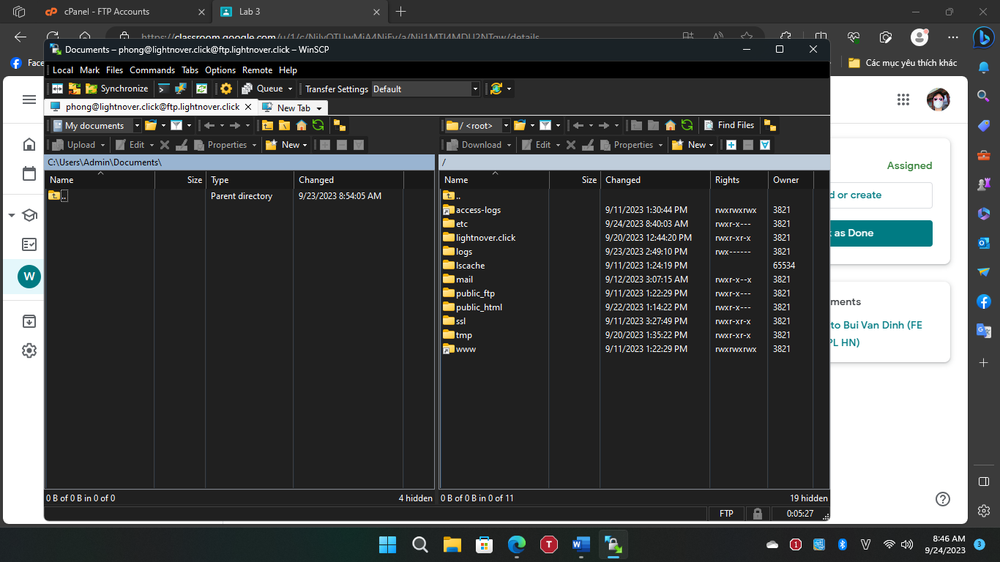 cPanel - FTP Accounts
Lab 3
https://classroom.google.com/u/1/c/
/details
Documents – phong@lightnover.click@ftp.lightnover.click – WinSCP
Face
Các mục yêu thích khác
Local Mark Files Commands Tabs Options Remote Help
Synchronize Queue Transfer Settings Default
phong@lightnover.click@ftp.lightnover.click New Tab
My documents
/ <root> Find Files
Upload Edit Properties New
Download Edit Properties New
C:\Users\Admin\Documents\
/
Name Size Type Changed
.. Parent directory 9/23/2023 8:54:05 AM
Name Size Changed Rights Owner
..
access-logs 9/11/2023 1:30:44 PM rwxrwxrwx 3821
etc 9/24/2023 8:40:03 AM rwxr-x--- 3821
lightnover.click 9/20/2023 12:44:20 PM rwxr-xr-x 3821
logs 9/23/2023 2:49:10 PM rwx------ 3821
lscache 9/11/2023 1:24:19 PM 65534
mail 9/12/2023 3:07:15 AM rwxr-x--x 3821
public_ftp 9/11/2023 1:22:29 PM rwxr-x--- 3821
public_html 9/22/2023 1:14:22 PM rwxr-x--- 3821
ssl 9/11/2023 3:27:49 PM rwxr-xr-x 3821
tmp 9/20/2023 1:35:22 PM rwxr-xr-x 3821
www 9/11/2023 1:22:29 PM rwxrwxrwx 3821
0 B of 0 B in 0 of 0 4 hidden
0 B of 0 B in 0 of 11 19 hidden
FTP 0:05:27
W
Assigned
d or create
as Done
ments
to Bui Van Dinh (FE
PL HN)
8:46 AM
9/24/2023
3